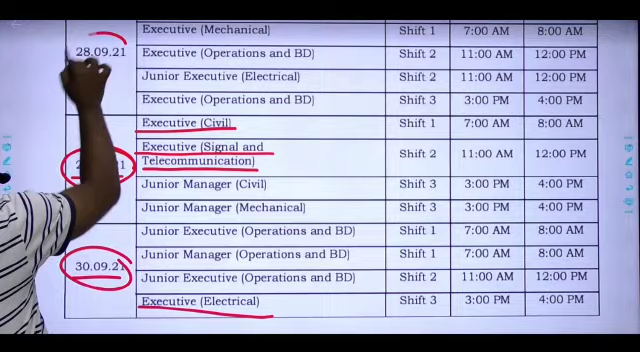 Executive (Mechanical) Shift 1 7:00 AM 8:00 AM
28.09.21 Executive (Operations and BD) Shift 2 11:00 AM 12:00 PM
Junior Executive (Electrical) Shift 2 11:00 AM 12:00 PM
Executive (Operations and BD) Shift 3 3:00 PM 4:00 PM
Executive (Civil) Shift 1 7:00 AM 8:00 AM
Executive (Signal and
Telecommunication) Shift 2 11:00 AM 12:00 PM
Junior Manager (Civil) Shift 3 3:00 PM 4:00 PM
Junior Manager (Mechanical) Shift 3 3:00 PM 4:00 PM
Junior Executive (Operations and BD) Shift 1 7:00 AM 8:00 AM
Junior Manager (Operations and BD) Shift 1 7:00 AM 8:00 AM
30.09.21 Junior Executive (Operations and BD) Shift 2 11:00 AM 12:00 PM
Executive (Electrical) Shift 3 3:00 PM 4:00 PM